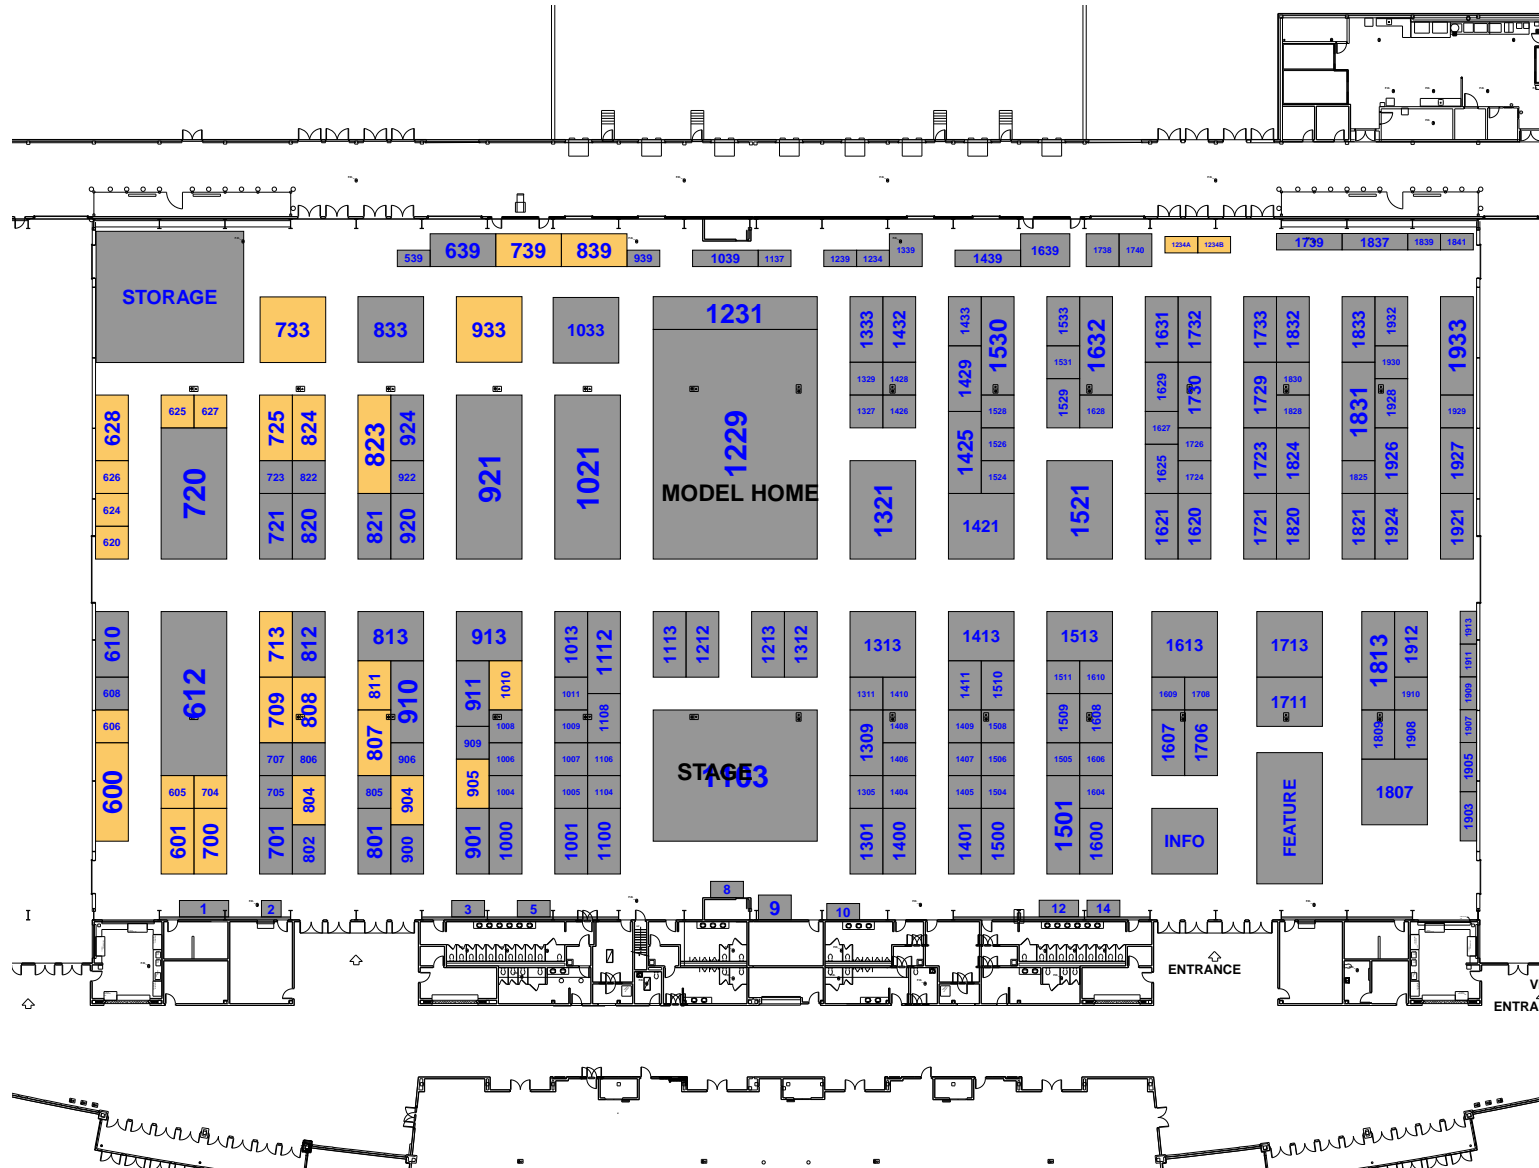 639 739 839 539 939 1039 1137 1239 1234 1339 1439 1639 1738 1740 1234A 1234B 1739 1837 1839 1841
STORAGE 733 833 933 1033 1231
1333 1432 1433 1530 1533 1632 1631 1732 1733 1832 1833 1932 1933
1329 1428 1429 1531 1629 1730 1729 1830 1930
628 625 627 725 824 823 924 1327 1426 1528 1529 1628 1828 1831 1928 1929
720 921 1021 1229 1425 1526 1627 1726
626 723 822 922 1524 1625 1724 1723 1824 1825 1926 1927
MODEL HOME
624 721 820 821 920 1321 1421 1521 1621 1620 1721 1820 1821 1924 1921
620
610 713 812 813 913 1013 1112 1113 1212 1213 1312 1313 1413 1513 1613 1713 1813 1912 1913
1911
608 612 709 808 811 910 911 1010 1011 1108 1311 1410 1411 1510 1511 1610 1609 1708 1711 1910 1909
606 807 909 1008 1009 1309 1408 1409 1508 1509 1608 1607 1706 1809 1908 1907
707 806 906 1006 1007 1106 1407 1406 1506 1505 1606
600 605 704 705 804 805 904 905 1004 1005 1104 STAGE 1103 1305 1404 1405 1504 1604 1807 1905
601 700 701 802 801 900 901 1000 1001 1100 1301 1400 1401 1500 1501 1600 INFO FEATURE 1903
1 2 3 5 8 9 10 12 14
ENTRANCE
V
ENTRA